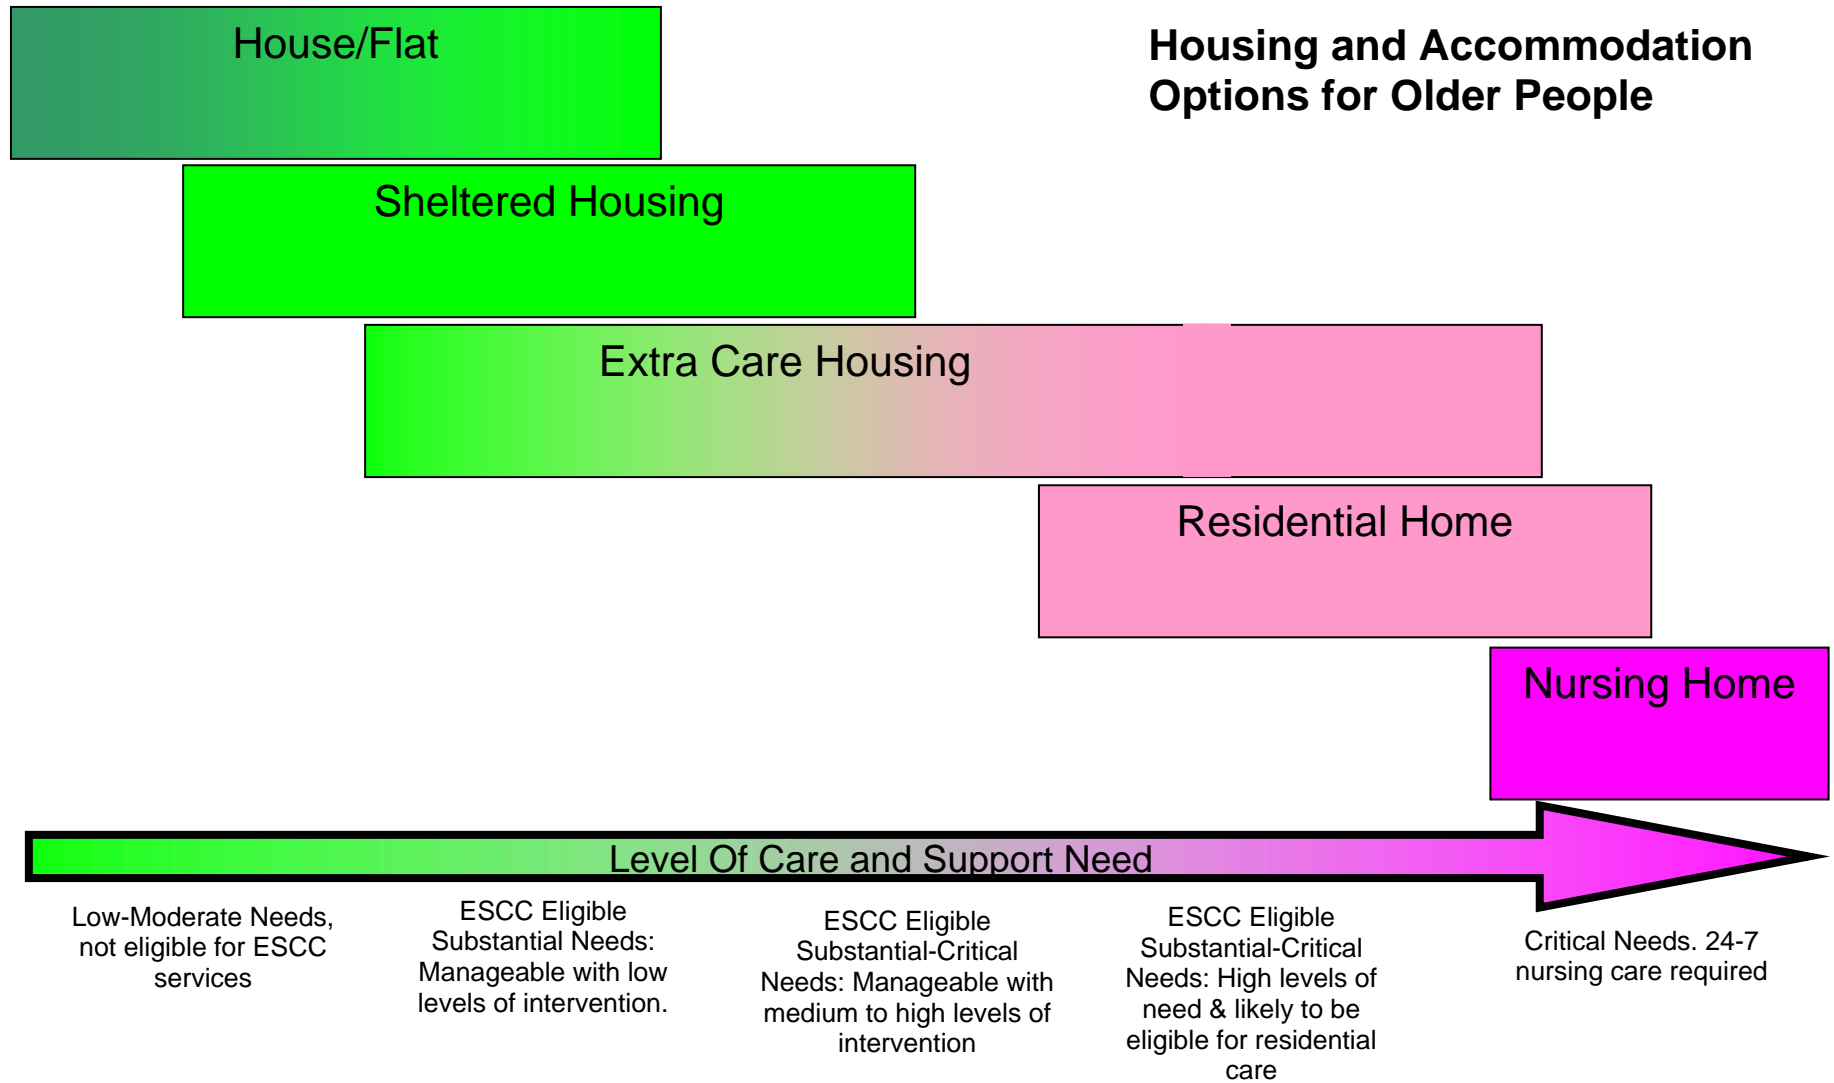 House/Flat
Housing and Accommodation
Options for Older People
Sheltered Housing
Extra Care Housing
Residential Home
Nursing Home
Level Of Care and Support Need
Low-Moderate Needs,
not eligible for ESCC
services
ESCC Eligible
Substantial Needs:
Manageable with low
levels of intervention.
ESCC Eligible
Substantial-Critical
Needs: Manageable with
medium to high levels of
intervention
ESCC Eligible
Substantial-Critical
Needs: High levels of
need & likely to be
eligible for residential
care
Critical Needs. 24-7
nursing care required